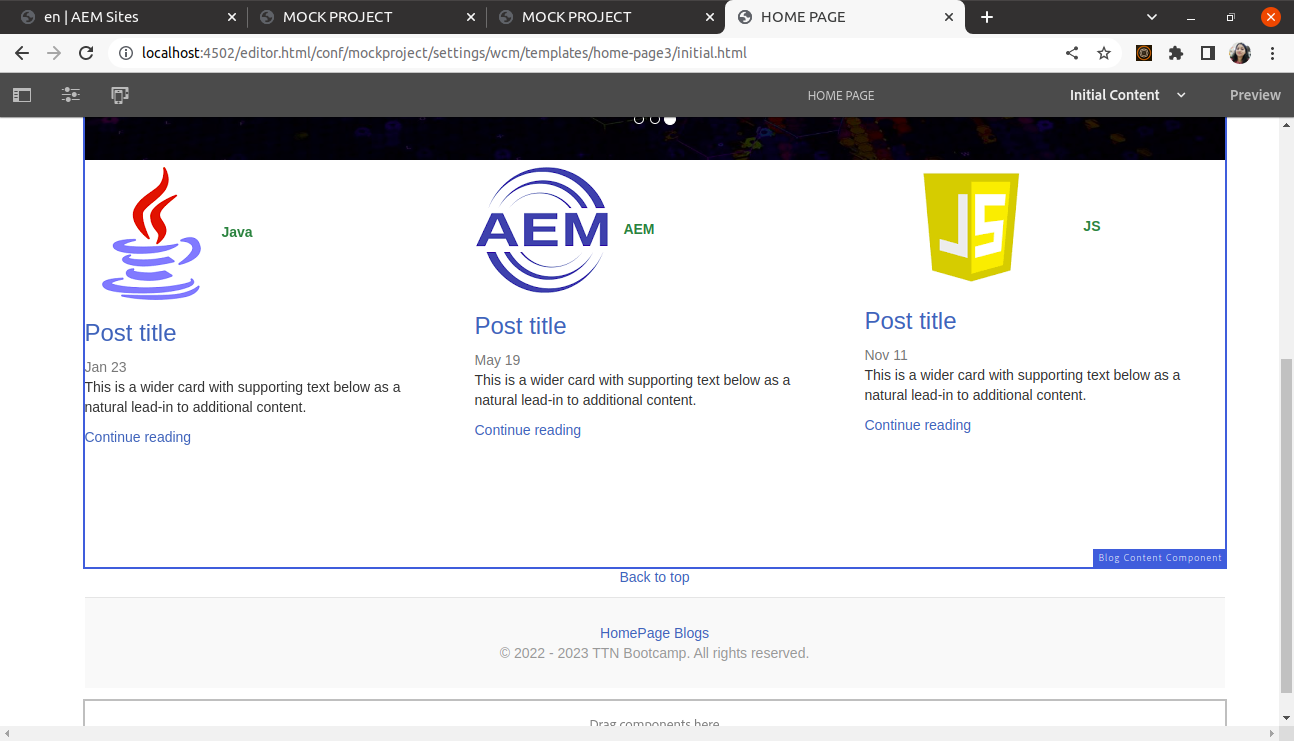 en | AEM Sites
MOCK PROJECT
MOCK PROJECT
HOME PAGE
localhost:4502/editor.html/conf/mockproject/settings/wcm/templates/home-page3/initial.html
HOME PAGE
Initial Content
Preview
Java
AEM
AEM
JS
JS
Post title
Jan 23
This is a wider card with supporting text below as a
natural lead-in to additional content.
Continue reading
Post title
May 19
This is a wider card with supporting text below as a
natural lead-in to additional content.
Continue reading
Post title
Nov 11
This is a wider card with supporting text below as a
natural lead-in to additional content.
Continue reading
Blog Content Component
Back to top
HomePage Blogs
© 2022 - 2023 TTN Bootcamp. All rights reserved.
Drag components here